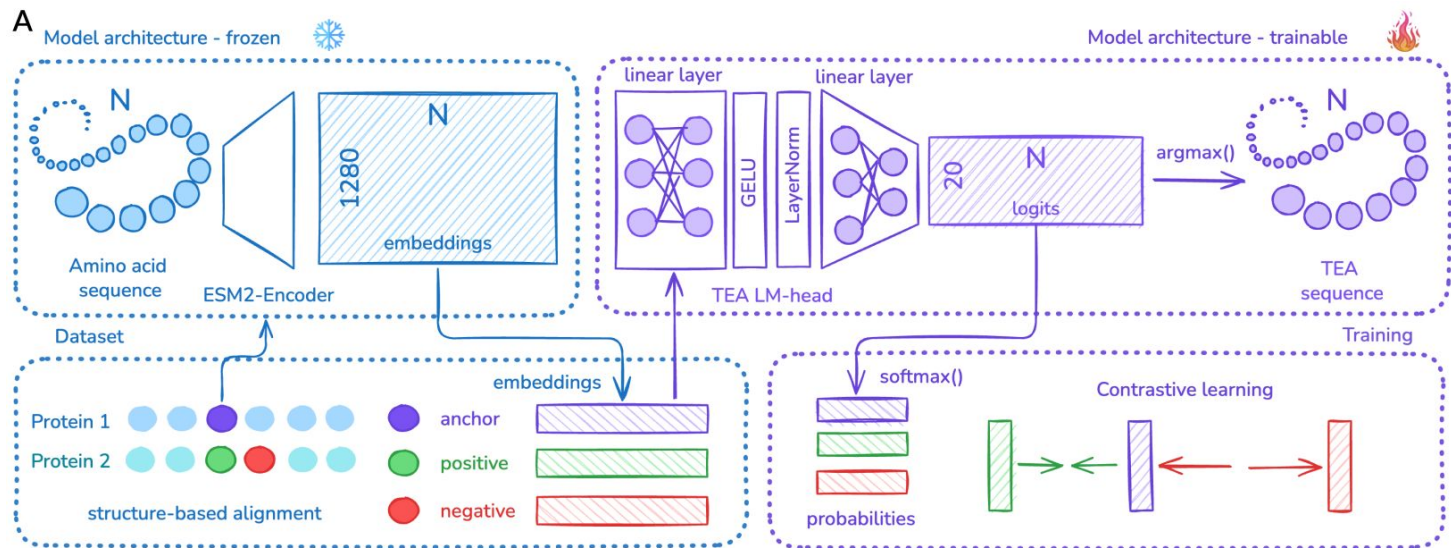 A
Model architecture - frozen
Model architecture - trainable
N
N
1280
embeddings
Amino acid
sequence
ESM2-Encoder
linear layer
linear layer
GELU
LayerNorm
N
20
logits
argmax()
N
TEA LM-head
TEA
sequence
Dataset
Training
embeddings
Protein 1
Protein 2
anchor
positive
negative
structure-based alignment
softmax()
probabilities
Contrastive learning